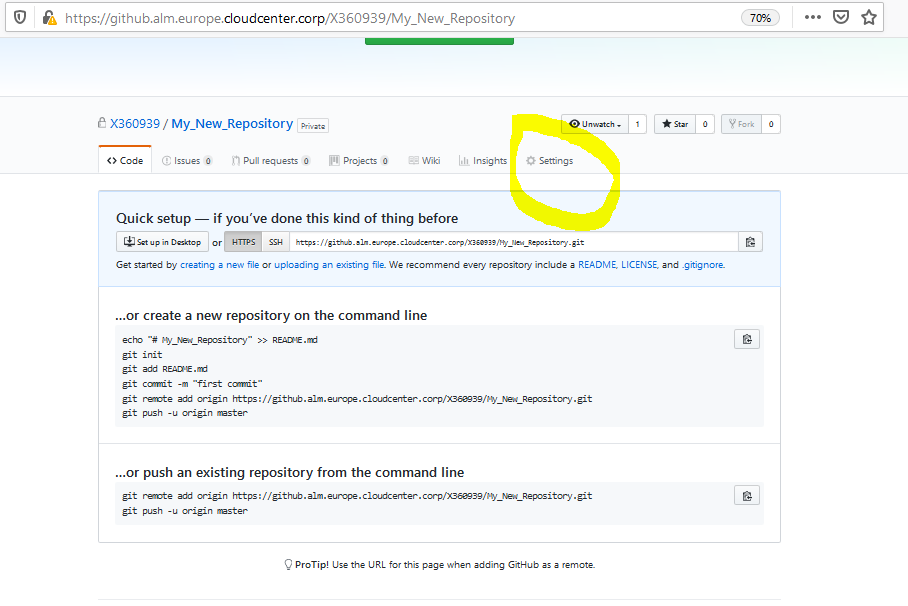 https://github.alm.europe.cloudcenter.corp/X360939/My_New_Repository 70%
X360939 / My_New_Repository Private Unwatch 1 Star 0 Fork 0
<> Code Issues 0 Pull requests 0 Projects 0 Wiki Insights Settings
Quick setup — if you've done this kind of thing before
Set up in Desktop or HTTPS SSH https://github.alm.europe.cloudcenter.corp/X360939/My_New_Repository.git
Get started by creating a new file or uploading an existing file. We recommend every repository include a README, LICENSE, and .gitignore.
...or create a new repository on the command line
echo "# My_New_Repository" >> README.md
git init
git add README.md
git commit -m "first commit"
git remote add origin https://github.alm.europe.cloudcenter.corp/X360939/My_New_Repository.git
git push -u origin master
...or push an existing repository from the command line
git remote add origin https://github.alm.europe.cloudcenter.corp/X360939/My_New_Repository.git
git push -u origin master
ProTip! Use the URL for this page when adding GitHub as a remote.